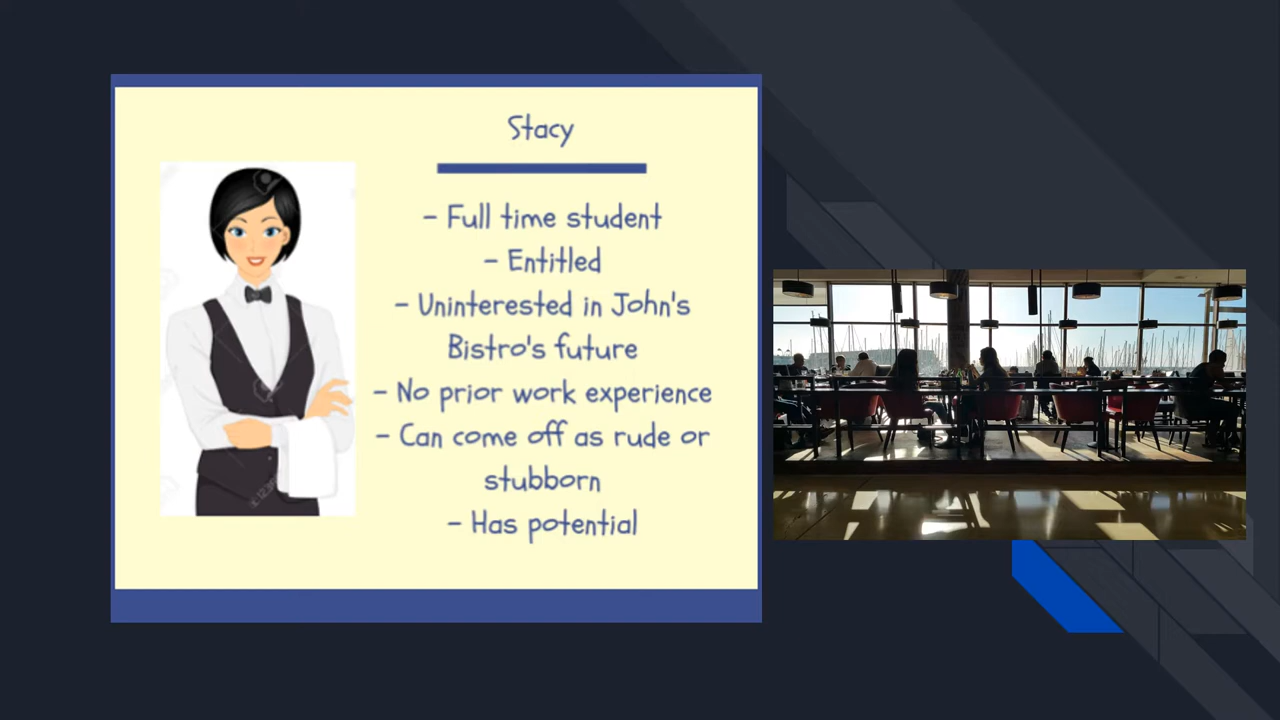 Stacy
- Full time student
- Entitled
- Uninterested in John's
Bistro's future
- No prior work experience
- Can come off as rude or
stubborn
- Has potential